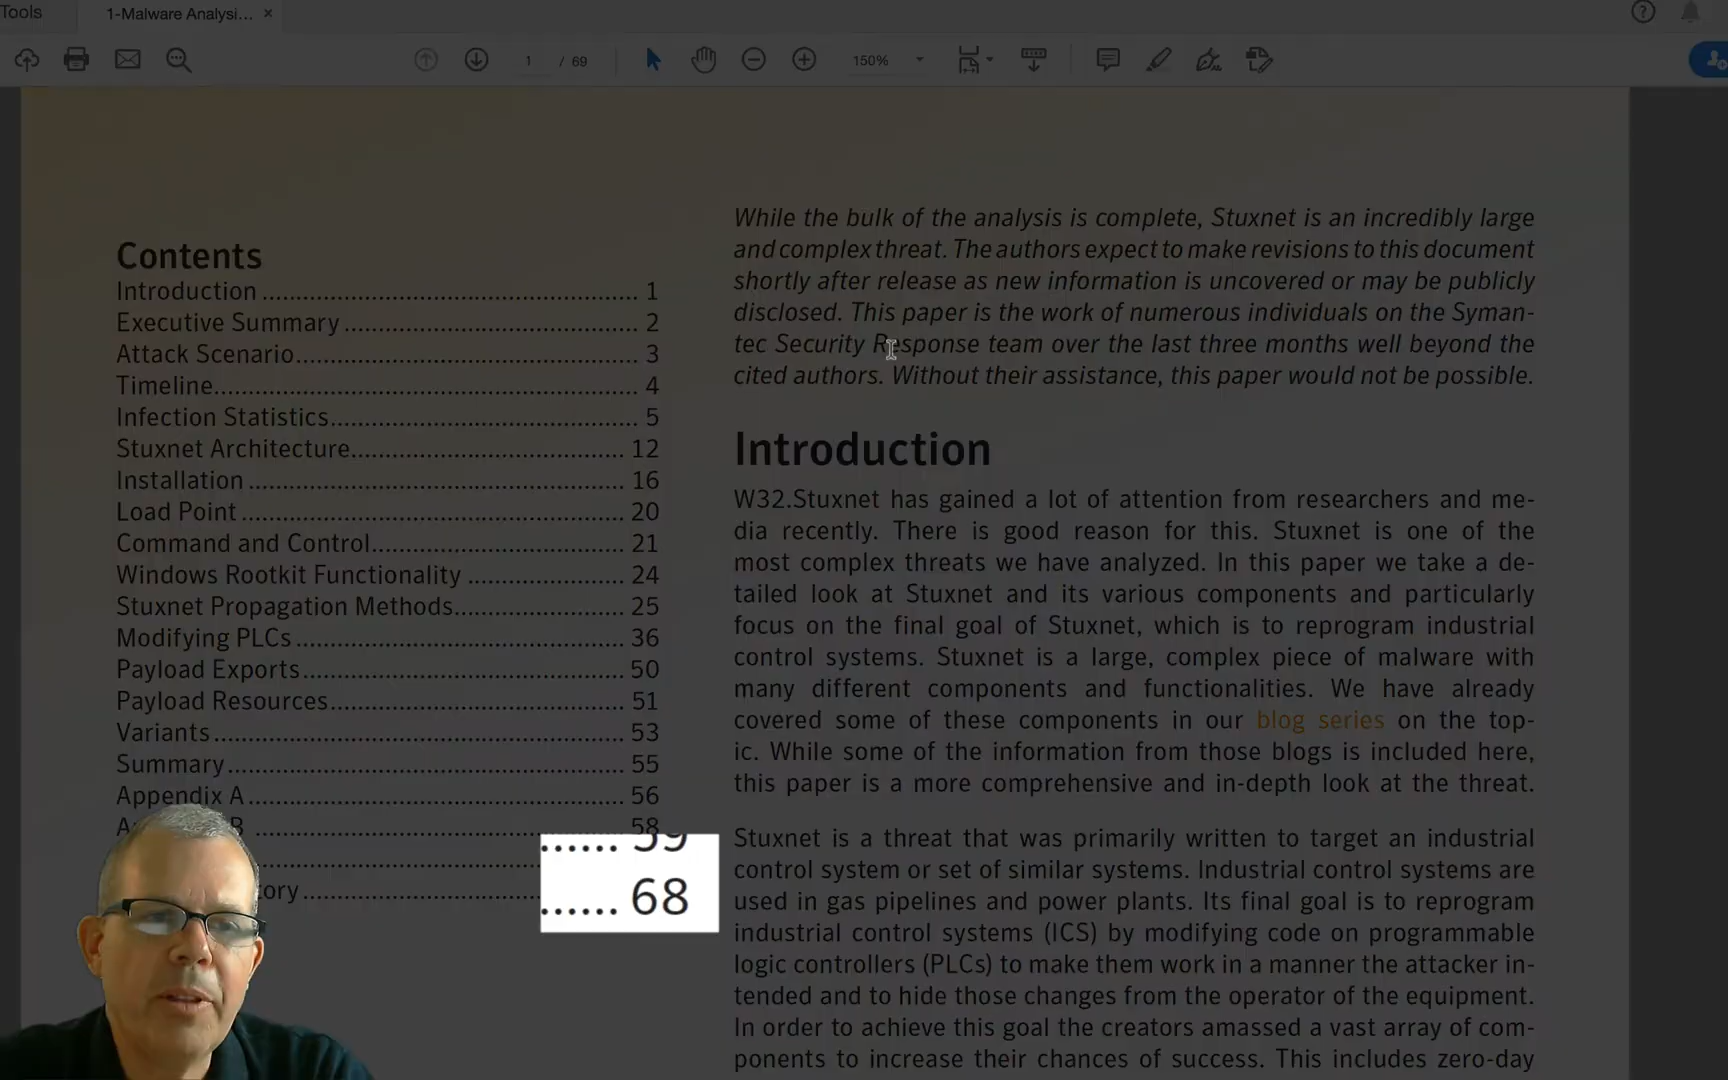 Tools
1-Malware Analysi... ×
1 / 69
150%
Contents
Introduction 1
Executive Summary 2
Attack Scenario 3
Timeline 4
Infection Statistics 5
Stuxnet Architecture 12
Installation 16
Load Point 20
Command and Control 21
Windows Rootkit Functionality 24
Stuxnet Propagation Methods 25
Modifying PLCs 36
Payload Exports 50
Payload Resources 51
Variants 53
Summary 55
Appendix A 56
B 58
59
ory 68
While the bulk of the analysis is complete, Stuxnet is an incredibly large
and complex threat. The authors expect to make revisions to this document
shortly after release as new information is uncovered or may be publicly
disclosed. This paper is the work of numerous individuals on the Syman-
tec Security Response team over the last three months well beyond the
cited authors. Without their assistance, this paper would not be possible.
Introduction
W32.Stuxnet has gained a lot of attention from researchers and me-
dia recently. There is good reason for this. Stuxnet is one of the
most complex threats we have analyzed. In this paper we take a de-
tailed look at Stuxnet and its various components and particularly
focus on the final goal of Stuxnet, which is to reprogram industrial
control systems. Stuxnet is a large, complex piece of malware with
many different components and functionalities. We have already
covered some of these components in our blog series on the top-
ic. While some of the information from those blogs is included here,
this paper is a more comprehensive and in-depth look at the threat.
Stuxnet is a threat that was primarily written to target an industrial
control system or set of similar systems. Industrial control systems are
used in gas pipelines and power plants. Its final goal is to reprogram
industrial control systems (ICS) by modifying code on programmable
logic controllers (PLCs) to make them work in a manner the attacker in-
tended and to hide those changes from the operator of the equipment.
In order to achieve this goal the creators amassed a vast array of com-
ponents to increase their chances of success. This includes zero-day